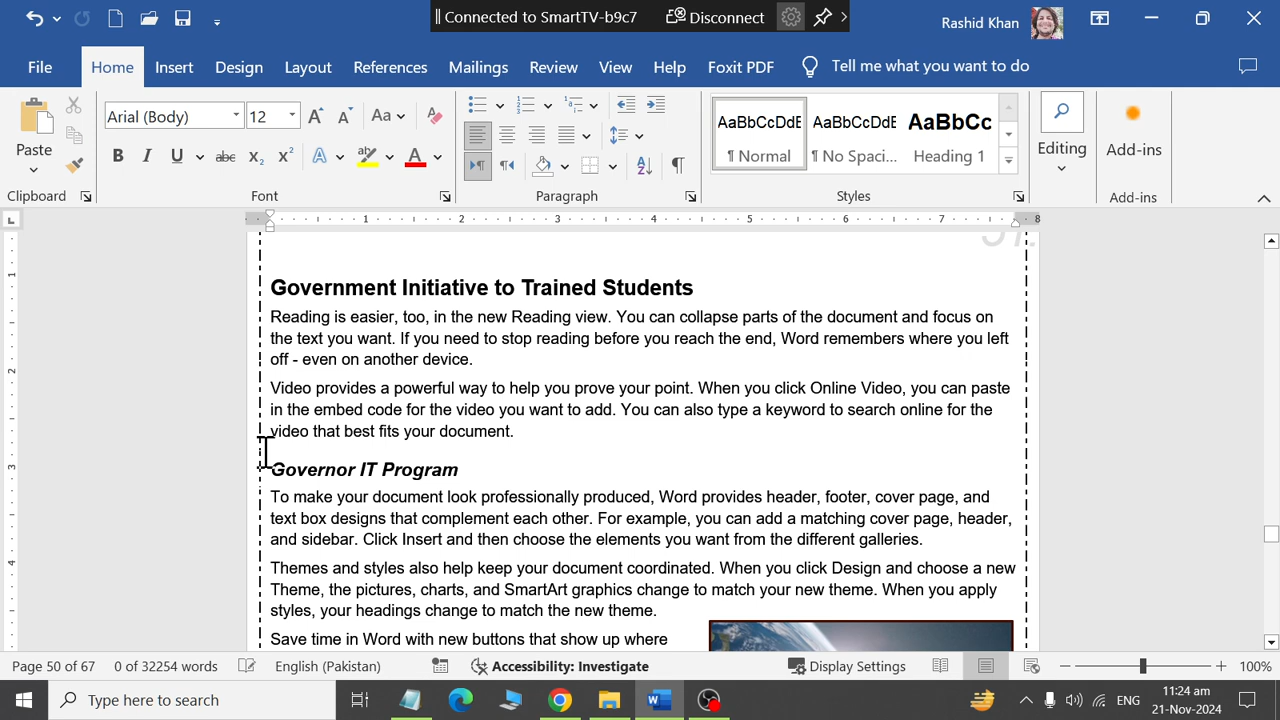 Connected to SmartTV-b9c7 Disconnect
Rashid Khan
File Home Insert Design Layout References Mailings Review View Help Foxit PDF Tell me what you want to do
Arial (Body) 12 Aa
AaBbCcDdE AaBbCcDdE AaBbCc
Paste
Editing
Add-ins
¶ Normal ¶ No Spaci... Heading 1
Clipboard Font Paragraph Styles Add-ins
1 2 3 4 5 6 7 8
Government Initiative to Trained Students
Reading is easier, too, in the new Reading view. You can collapse parts of the document and focus on
the text you want. If you need to stop reading before you reach the end, Word remembers where you left
off - even on another device.
Video provides a powerful way to help you prove your point. When you click Online Video, you can paste
in the embed code for the video you want to add. You can also type a keyword to search online for the
video that best fits your document.
Governor IT Program
To make your document look professionally produced, Word provides header, footer, cover page, and
text box designs that complement each other. For example, you can add a matching cover page, header,
and sidebar. Click Insert and then choose the elements you want from the different galleries.
Themes and styles also help keep your document coordinated. When you click Design and choose a new
Theme, the pictures, charts, and SmartArt graphics change to match your new theme. When you apply
styles, your headings change to match the new theme.
Save time in Word with new buttons that show up where
Page 50 of 67 0 of 32254 words English (Pakistan) Accessibility: Investigate Display Settings 100%
Type here to search
ENG
11:24 am
21-Nov-2024